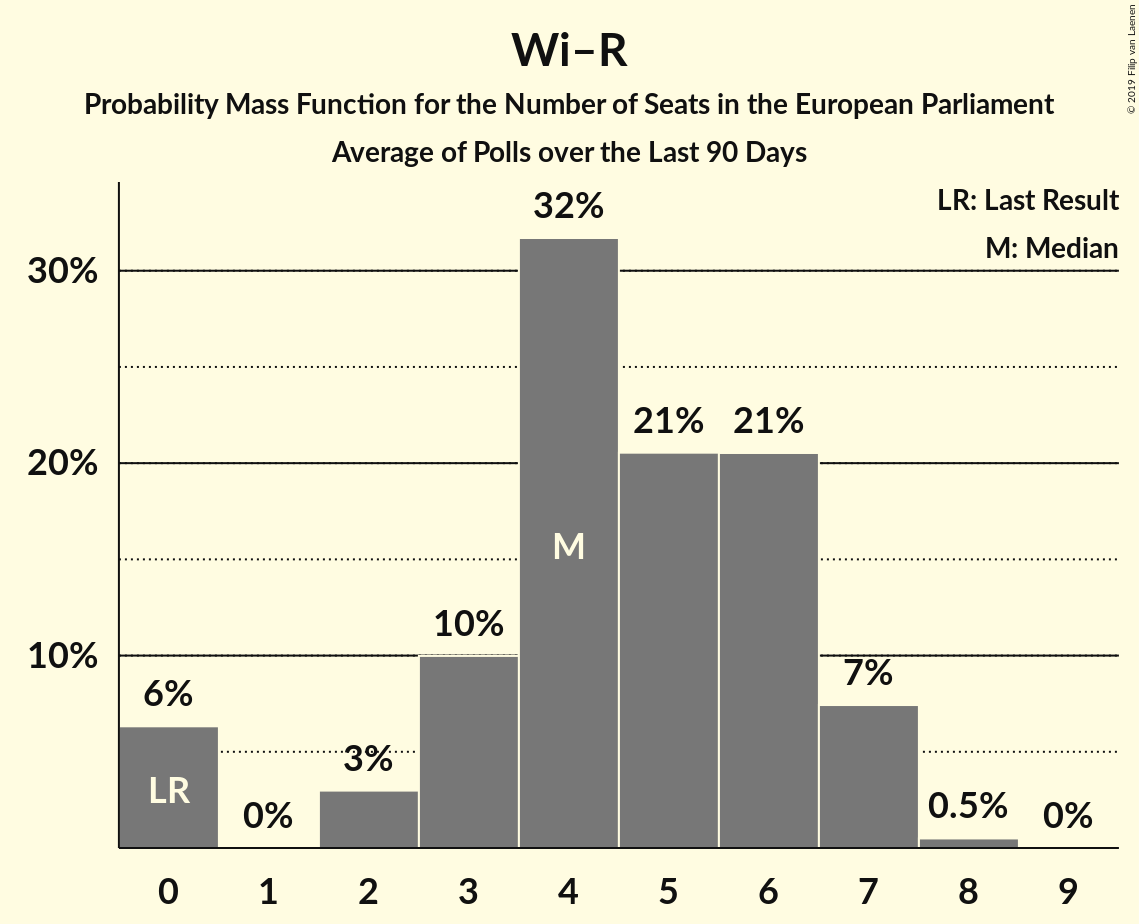 Wi–R
Probability Mass Function for the Number of Seats in the European Parliament
Average of Polls over the Last 90 Days
© 2019 Filip van Laenen
LR: Last Result
M: Median
30%
20%
10%
6%
0%
3%
10%
32%
21%
21%
7%
0.5%
0%
LR
M
0 1 2 3 4 5 6 7 8 9